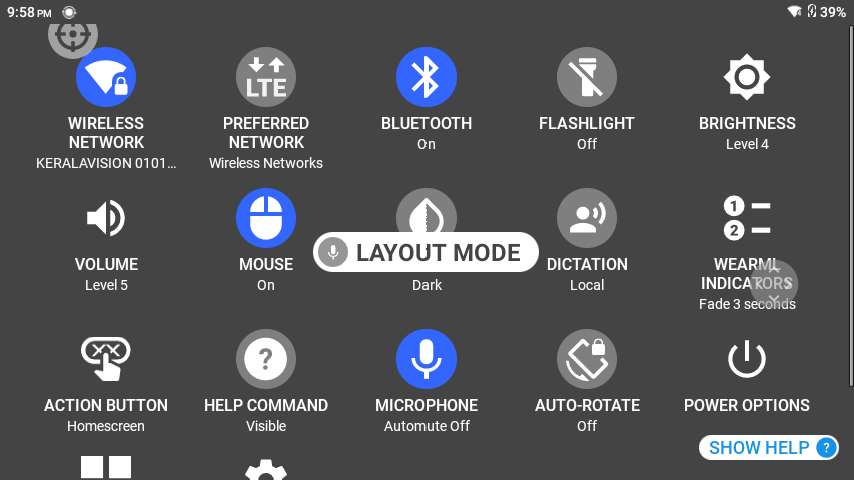 9:58 PM
39%
LTE
WIRELESS NETWORK
KERALAVISION 0101...
PREFERRED NETWORK
Wireless Networks
BLUETOOTH
On
FLASHLIGHT
Off
BRIGHTNESS
Level 4
VOLUME
Level 5
MOUSE
On
LAYOUT MODE
Dark
DICTATION
Local
1
2
WEARML
INDICATORS
Fade 3 seconds
ACTION BUTTON
Homescreen
?
HELP COMMAND
Visible
MICROPHONE
Automute Off
AUTO-ROTATE
Off
POWER OPTIONS
SHOW HELP ?